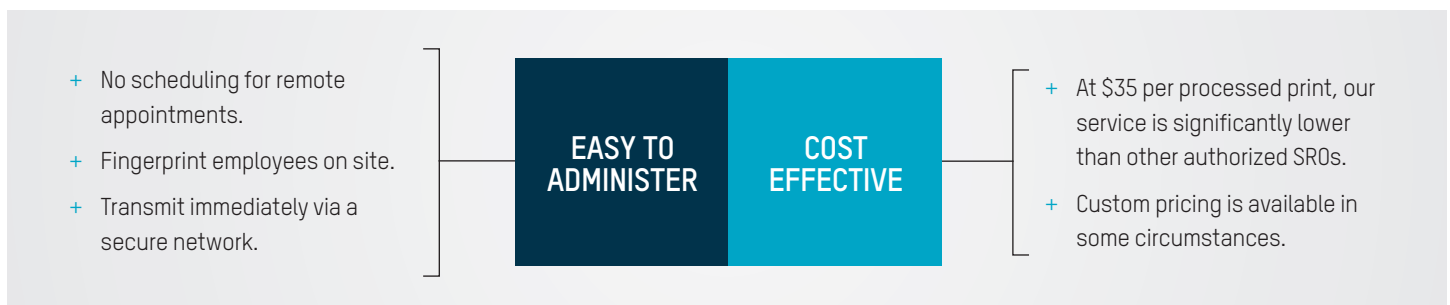 + No scheduling for remote
appointments.
+ Fingerprint employees on site.
+ Transmit immediately via a
secure network.
EASY TO
ADMINISTER
COST
EFFECTIVE
+ At $35 per processed print, our
service is significantly lower
than other authorized SROs.
+ Custom pricing is available in
some circumstances.